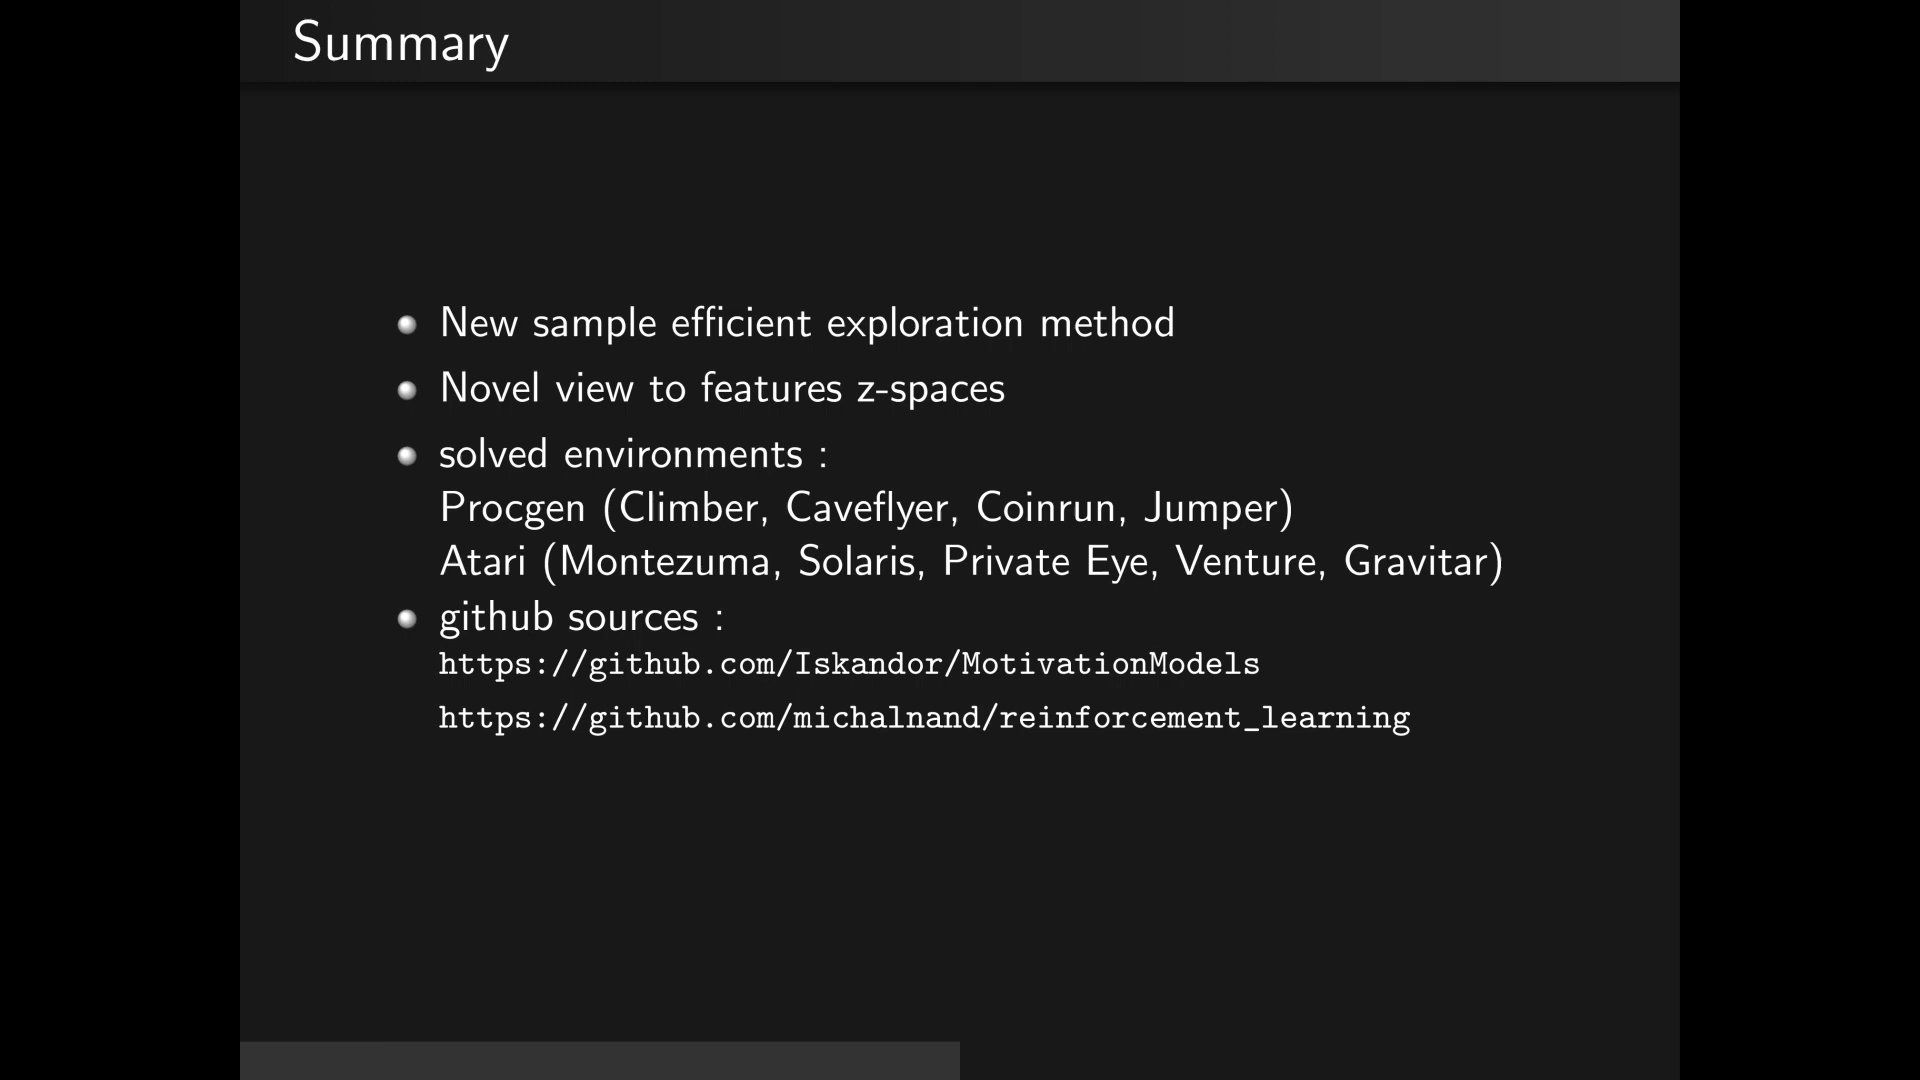 Summary
New sample efficient exploration method
Novel view to features z-spaces
solved environments :
Procgen (Climber, Caveflyer, Coinrun, Jumper)
Atari (Montezuma, Solaris, Private Eye, Venture, Gravitar)
github sources :
https://github.com/Iskandor/MotivationModels
https://github.com/michalnand/reinforcement_learning